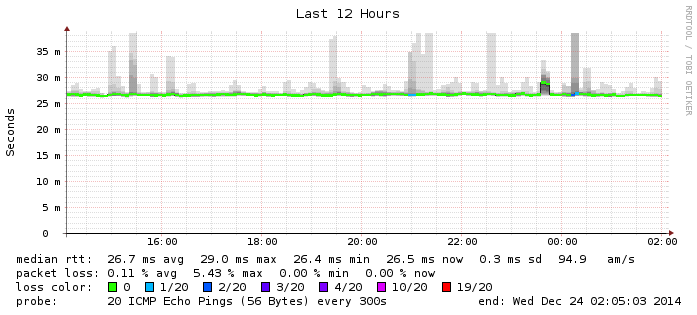 Last 12 Hours
RRDTOOL / TOBI OETIKER
Seconds
35 m
30 m
25 m
20 m
15 m
10 m
5 m
0
16:00 18:00 20:00 22:00 00:00 02:00
median rtt: 26.7 ms avg 29.0 ms max 26.4 ms min 26.5 ms now 0.3 ms sd 94.9 am/s
packet loss: 0.11 % avg 5.43 % max 0.00 % min 0.00 % now
loss color: 0 1/20 2/20 3/20 4/20 10/20 19/20
probe: 20 ICMP Echo Pings (56 Bytes) every 300s end: Wed Dec 24 02:05:03 2014